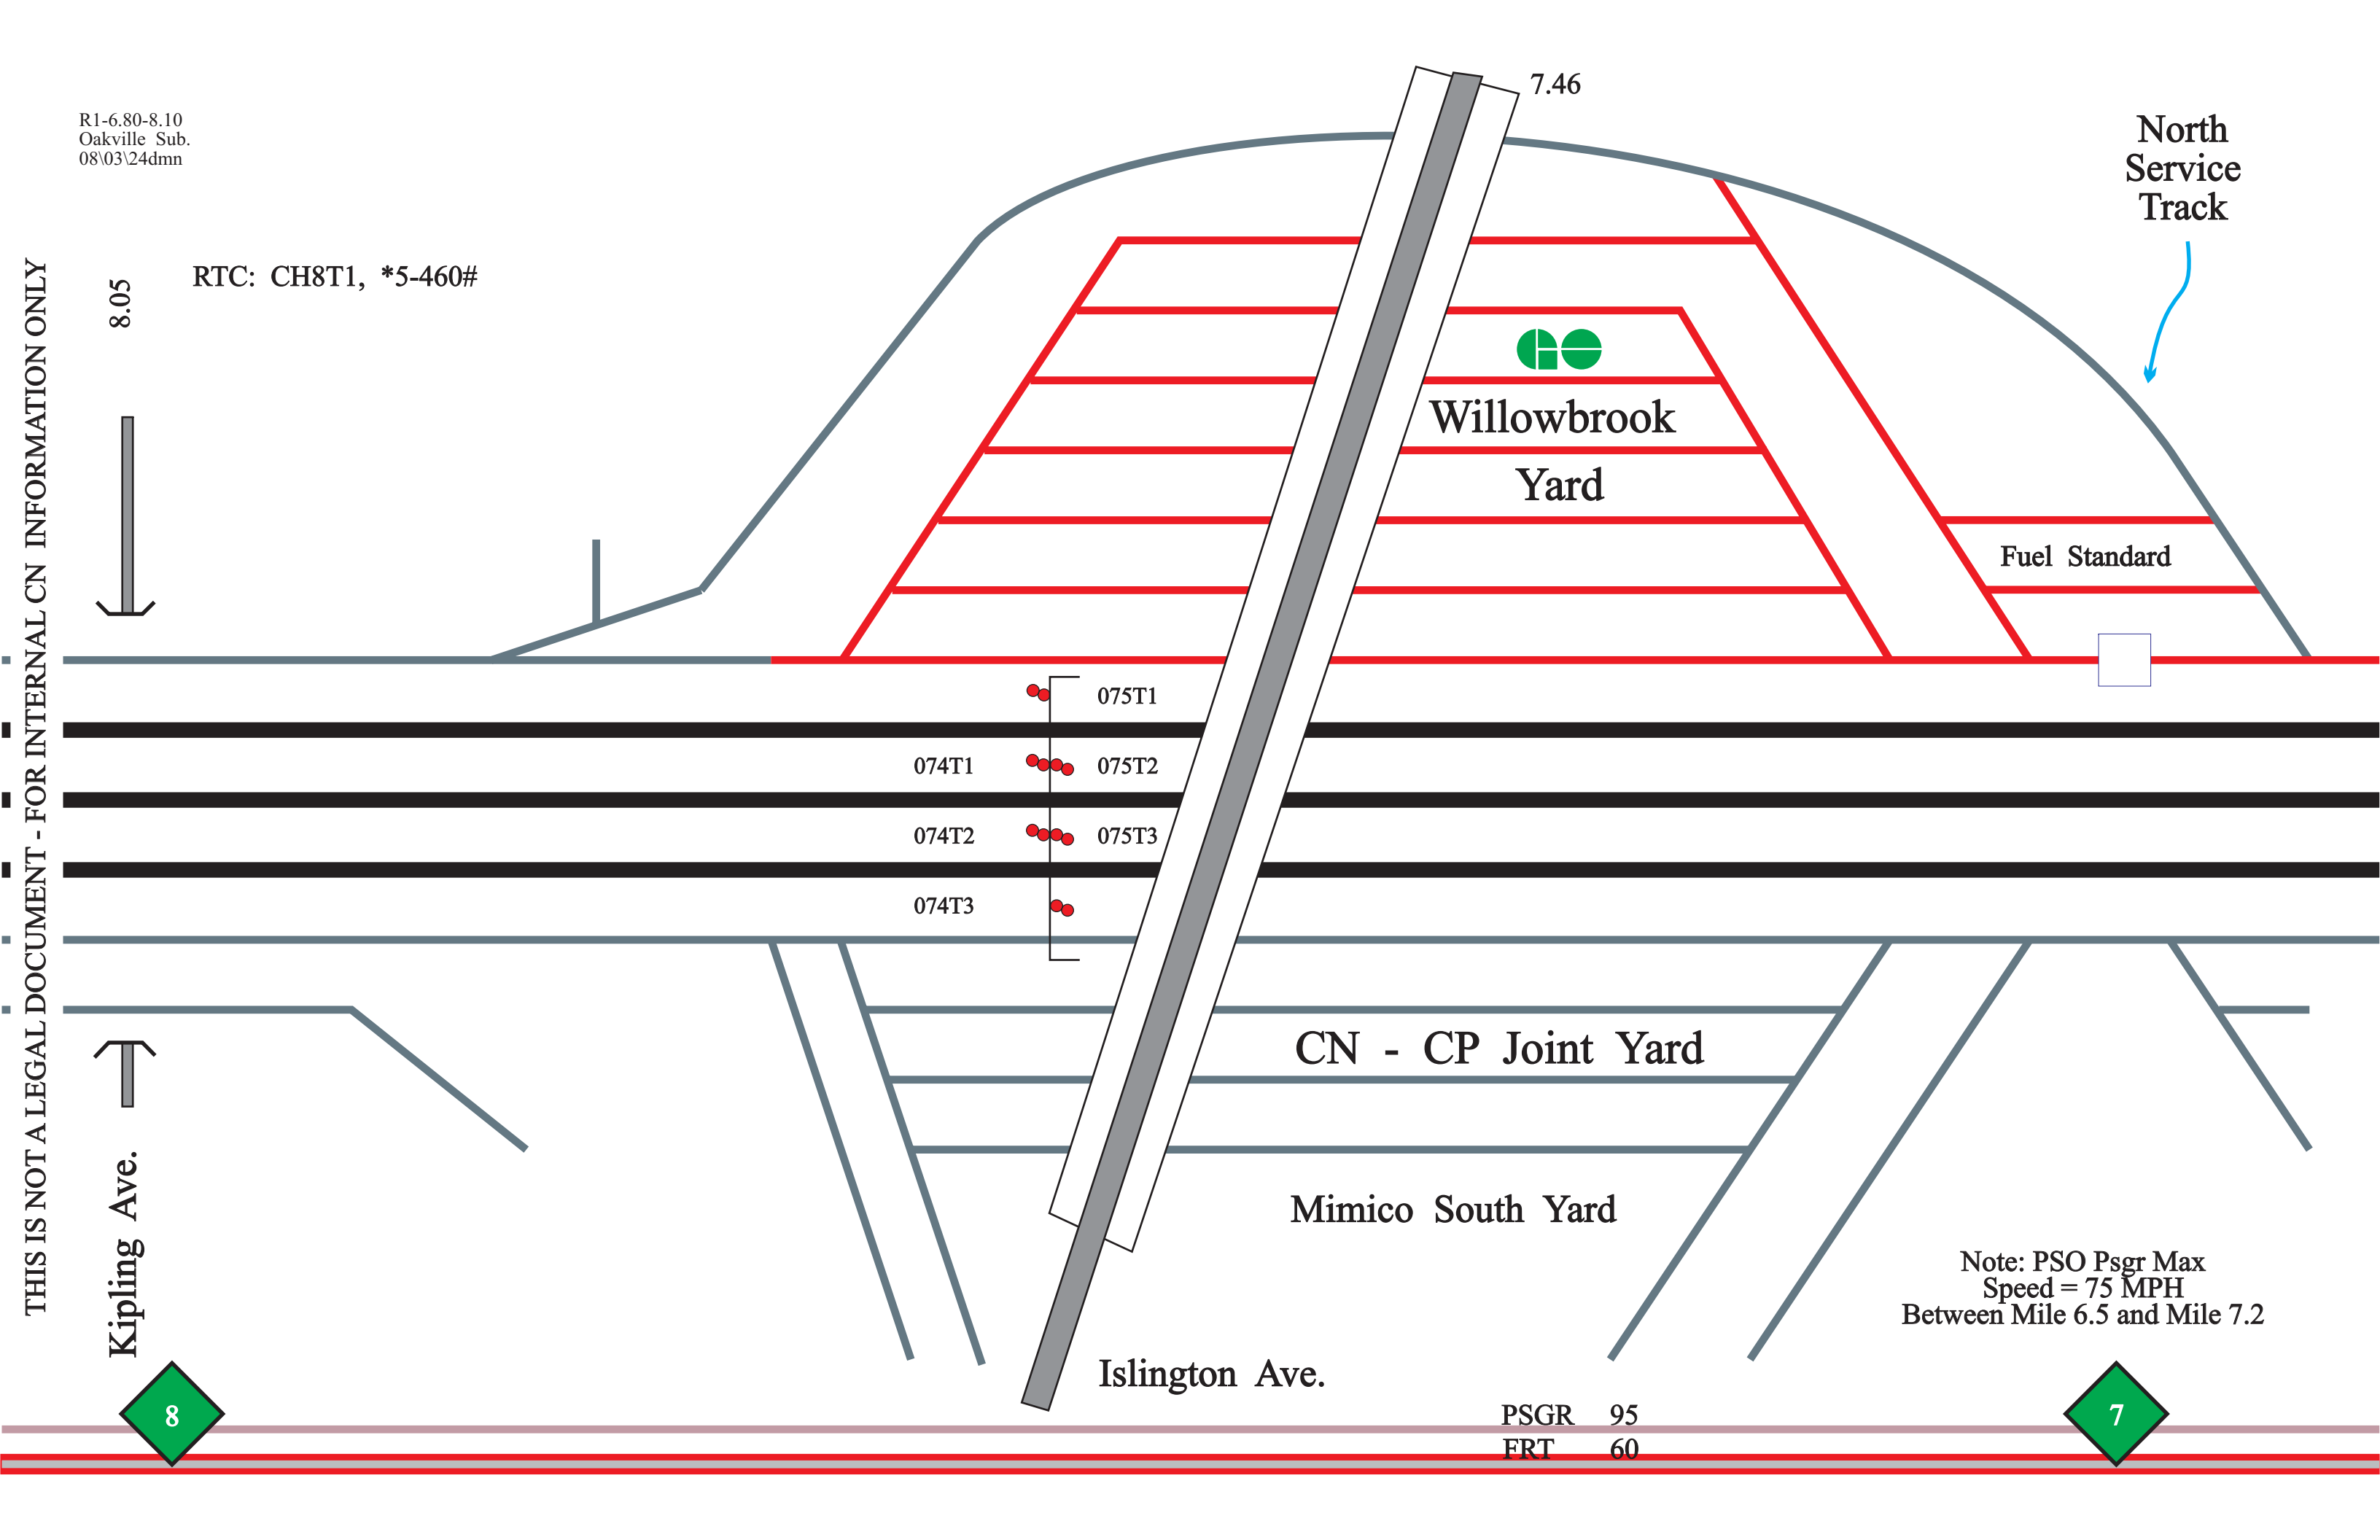 7.46
R1-6.80-8.10
Oakville Sub.
08\03\24dmn
North
Service
Track
RTC: CH8T1, *5-460#
8.05
THIS IS NOT A LEGAL DOCUMENT - FOR INTERNAL CN INFORMATION ONLY
GO
Willowbrook
Yard
Fuel Standard
075T1
074T1 075T2
074T2 075T3
074T3
CN - CP Joint Yard
Mimico South Yard
Kipling Ave.
Note: PSO Psgr Max
Speed = 75 MPH
Between Mile 6.5 and Mile 7.2
Islington Ave.
8
PSGR 95
7
FRT 60